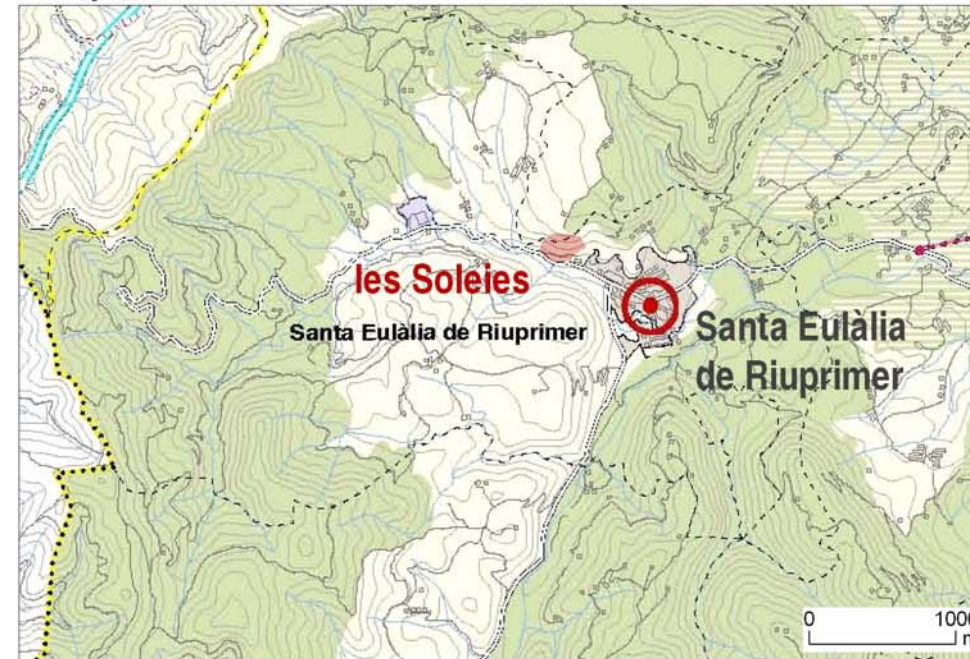 les Soleies
Santa Eulàlia de Riuprimer
Santa Eulàlia
de Riuprimer
0 1000